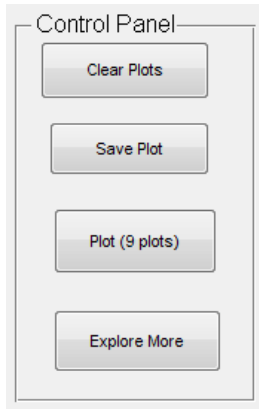 Control Panel
Clear Plots
Save Plot
Plot (9 plots)
Explore More